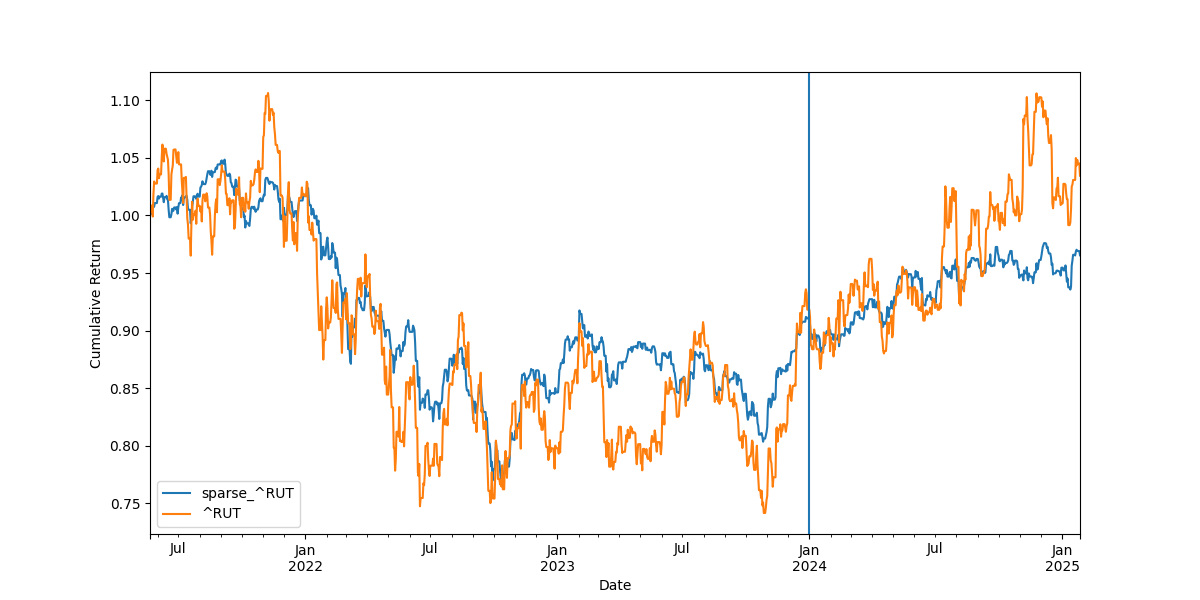 1.10
1.05
1.00
0.95
0.90
0.85
0.80
0.75
Cumulative Return
sparse_^RUT
^RUT
Jul Jan Jul Jan Jul Jan Jul Jan
2022 2023 2024 2025
Date